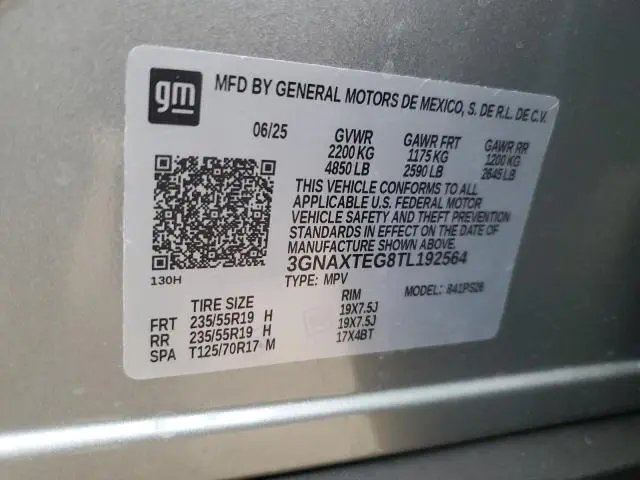 gm
MFD BY GENERAL MOTORS DE MEXICO, S. DE R.L. DE C.V.
06/25 GVWR GAWR FRT GAWR RR
2200 KG 1175 KG 1200 KG
4850 LB 2590 LB 2645 LB
THIS VEHICLE CONFORMS TO ALL
APPLICABLE U.S. FEDERAL MOTOR
VEHICLE SAFETY AND THEFT PREVENTION
STANDARDS IN EFFECT ON THE DATE OF
MANUFACTURE SHOWN ABOVE.
3GNAXTEG8TL192564
130H TYPE: MPV MODEL: 841PS26
TIRE SIZE RIM
FRT 235/55R19 H 19X7.5J
RR 235/55R19 H 19X7.5J
SPA T125/70R17 M 17X4BT